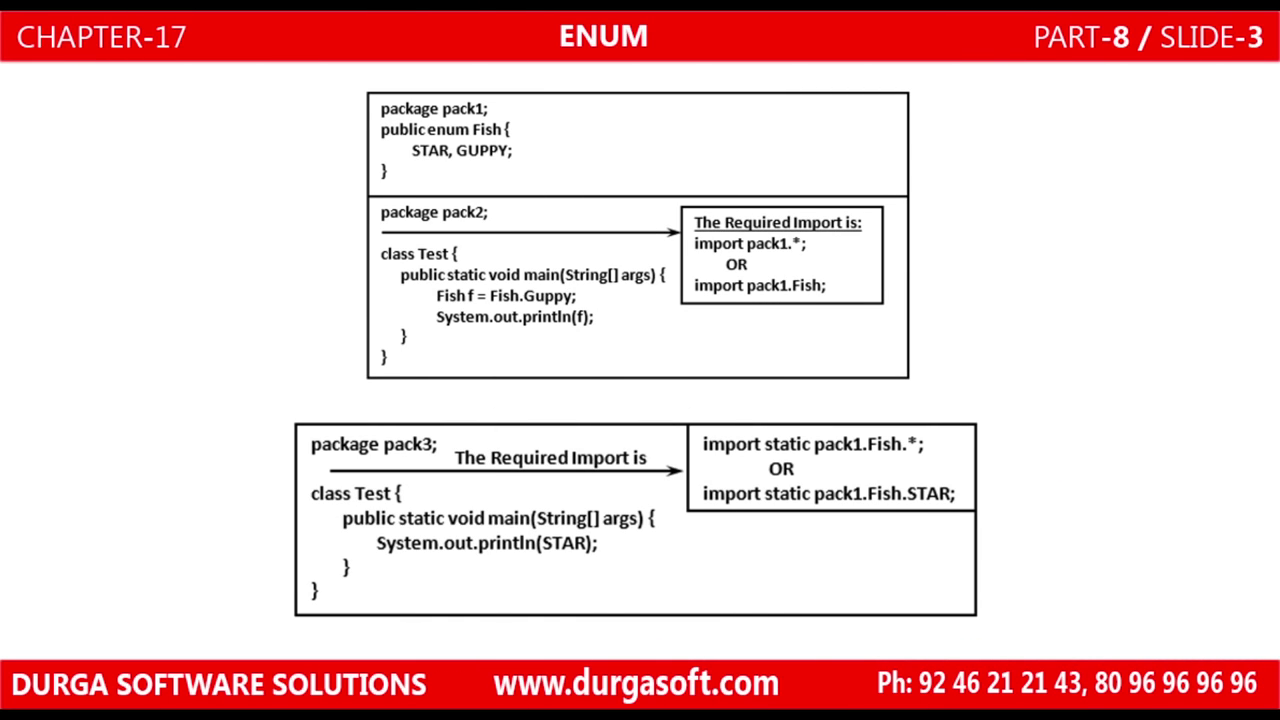 CHAPTER-17
ENUM
PART-8 / SLIDE-3
package pack1;
public enum Fish {
STAR, GUPPY;
}
package pack2;
class Test {
public static void main(String[] args) {
Fish f = Fish.Guppy;
System.out.println(f);
}
}
The Required Import is:
import pack1.*;
OR
import pack1.Fish;
package pack3;
The Required Import is
class Test {
public static void main(String[] args) {
System.out.println(STAR);
}
}
import static pack1.Fish.*;
OR
import static pack1.Fish.STAR;
DURGA SOFTWARE SOLUTIONS
www.durgasoft.com
Ph: 92 46 21 21 43, 80 96 96 96 96